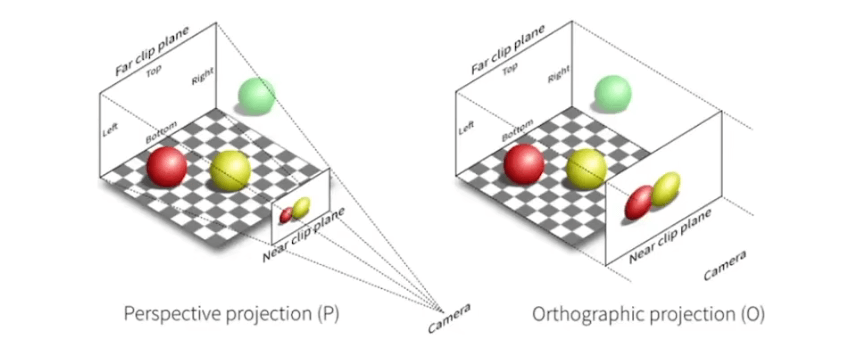 Far clip plane
Top
Right
Left
Bottom
Near clip plane
Camera
Perspective projection (P)
Far clip plane
Top
Right
Left
Bottom
Near clip plane
Camera
Orthographic projection (O)